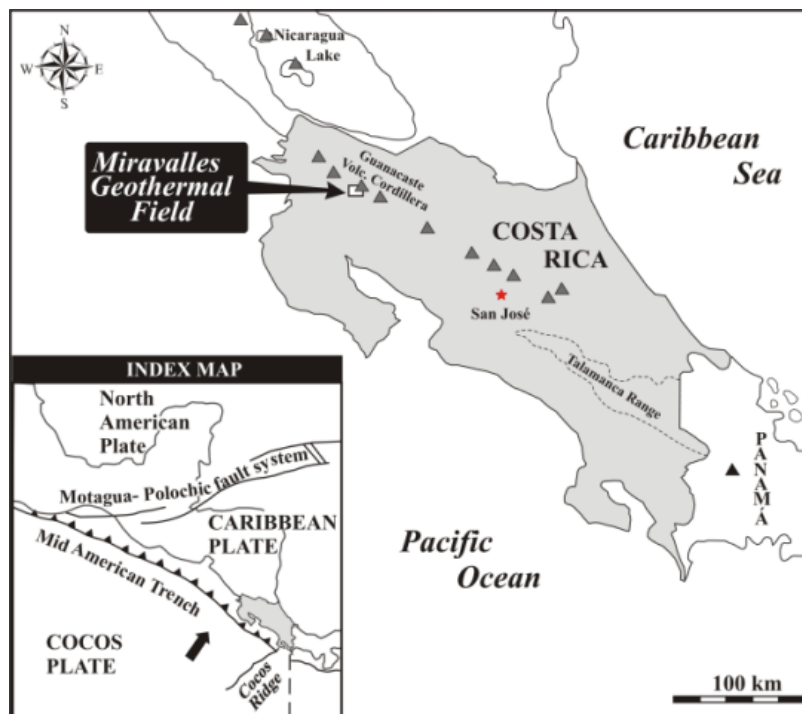 N
W E
S
Nicaragua
Lake
Caribbean
Sea
Miravalles
Geothermal
Field
Guanacaste
Volc. Cordillera
COSTA
RICA
San José
Talamanca Range
PANAMÁ
Pacific
Ocean
100 km
INDEX MAP
North
American
Plate
Motagua- Polochic fault system
CARIBBEAN
PLATE
Mid American Trench
COCOS
PLATE
Cocos
Ridge